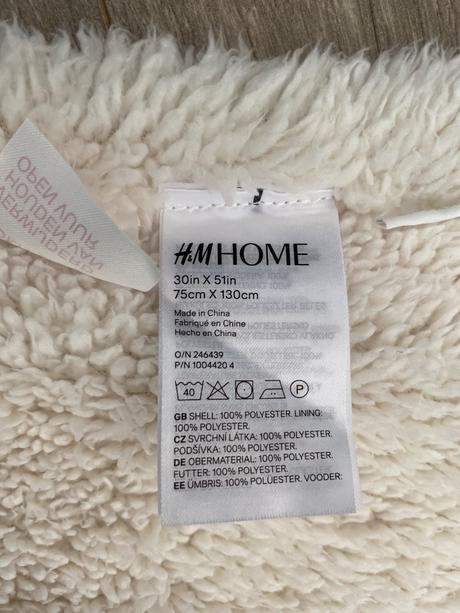 H&M HOME
30in X 51in
75cm X 130cm
Made in China
Fabriqué en Chine
Hecho en China
O/N 246439
P/N 1004420 4
40 P
GB SHELL: 100% POLYESTER. LINING:
100% POLYESTER.
CZ SVRCHNÍ LÁTKA: 100% POLYESTER.
PODŠÍVKA: 100% POLYESTER.
DE OBERMATERIAL: 100% POLYESTER.
FUTTER: 100% POLYESTER.
EE ÜMBRIS: 100% POLÜESTER. VOODER:
VERWIJDERD VAN
HOUDEN VUUR
OPEN